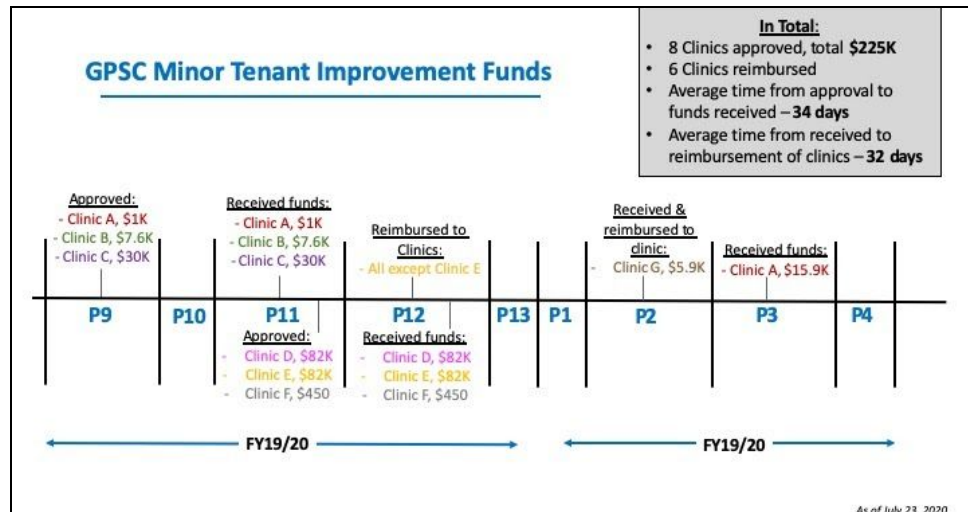 In Total:
• 8 Clinics approved, total $225K
• 6 Clinics reimbursed
• Average time from approval to
funds received – 34 days
• Average time from received to
reimbursement of clinics – 32 days
GPSC Minor Tenant Improvement Funds
Approved:
- Clinic A, $1K
- Clinic B, $7.6K
- Clinic C, $30K
Received funds:
- Clinic A, $1K
- Clinic B, $7.6K
- Clinic C, $30K
Reimbursed to
Clinics:
- All except Clinic E
Received &
reimbursed to
clinic:
- Clinic G, $5.9K
Received funds:
- Clinic A, $15.9K
P9
P10
P11
P12
P13
P1
P2
P3
P4
Approved:
- Clinic D, $82K
- Clinic E, $82K
- Clinic F, $450
Received funds:
- Clinic D, $82K
- Clinic E, $82K
- Clinic F, $450
FY19/20
FY19/20
As of July 23, 2020